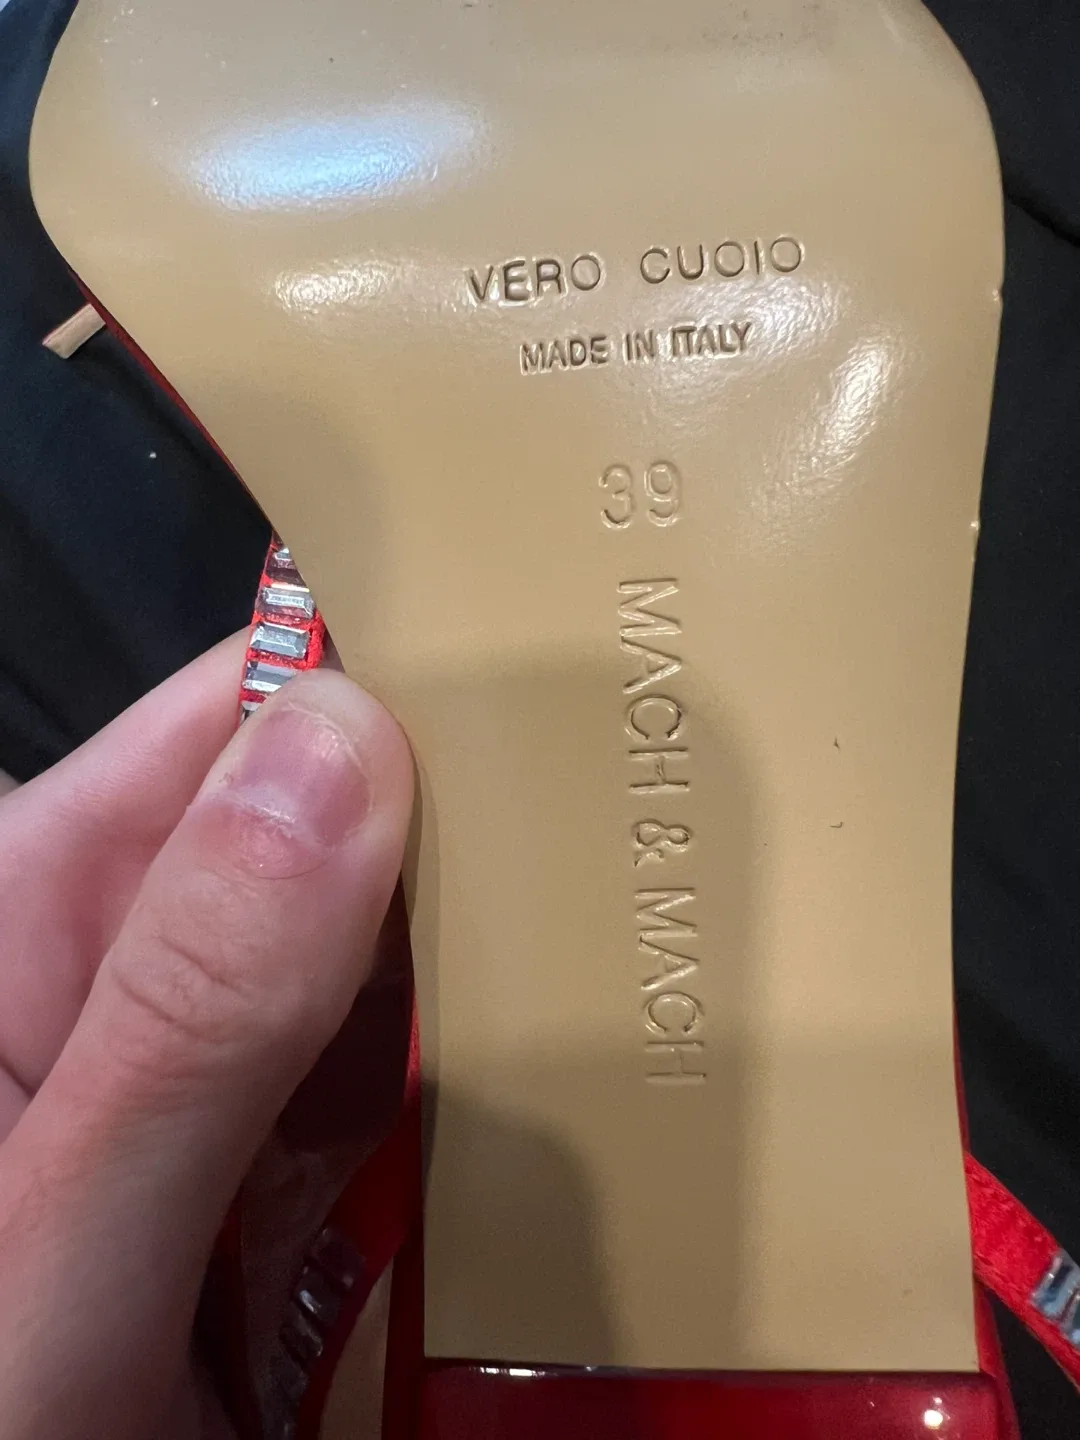 VERO CUOIO
MADE IN ITALY
39
MACH & MACH